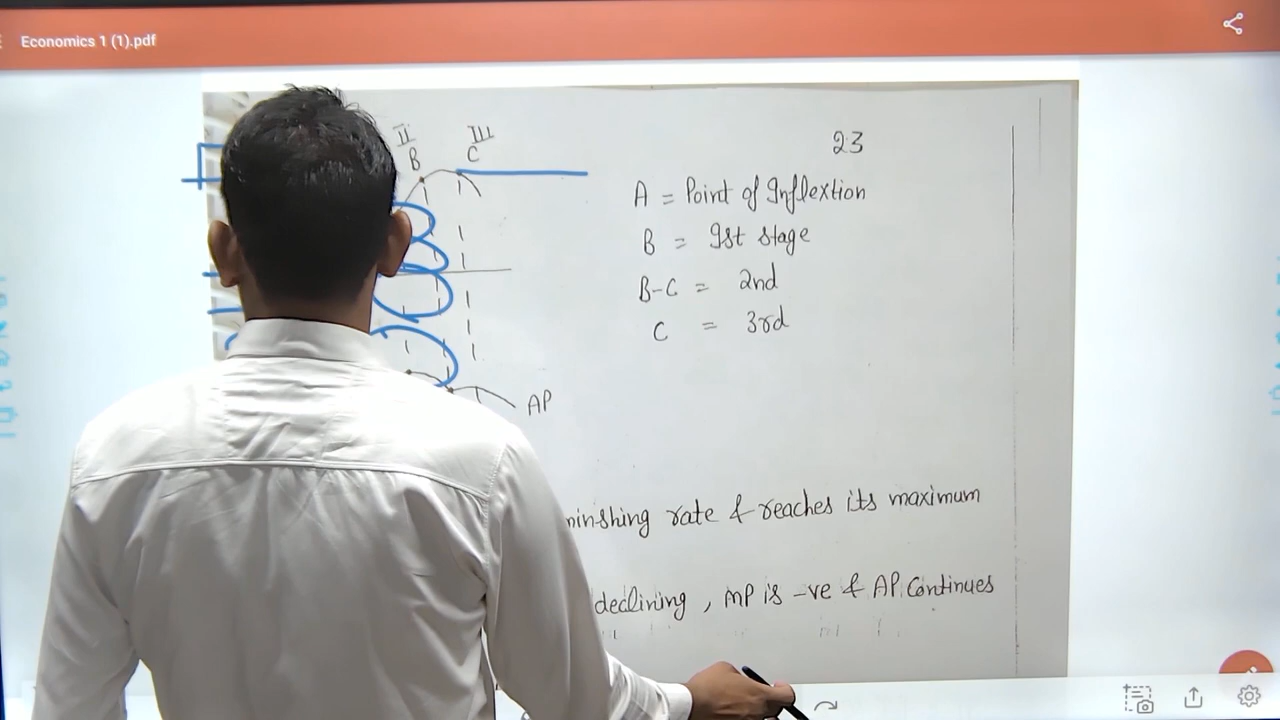 Economics 1 (1).pdf
II III
B C
23
A = Point of Inflextion
B = Ist stage
B-C = 2nd
C = 3rd
AP
rate & reaches its maximum
declining, MP is -ve & AP Continues